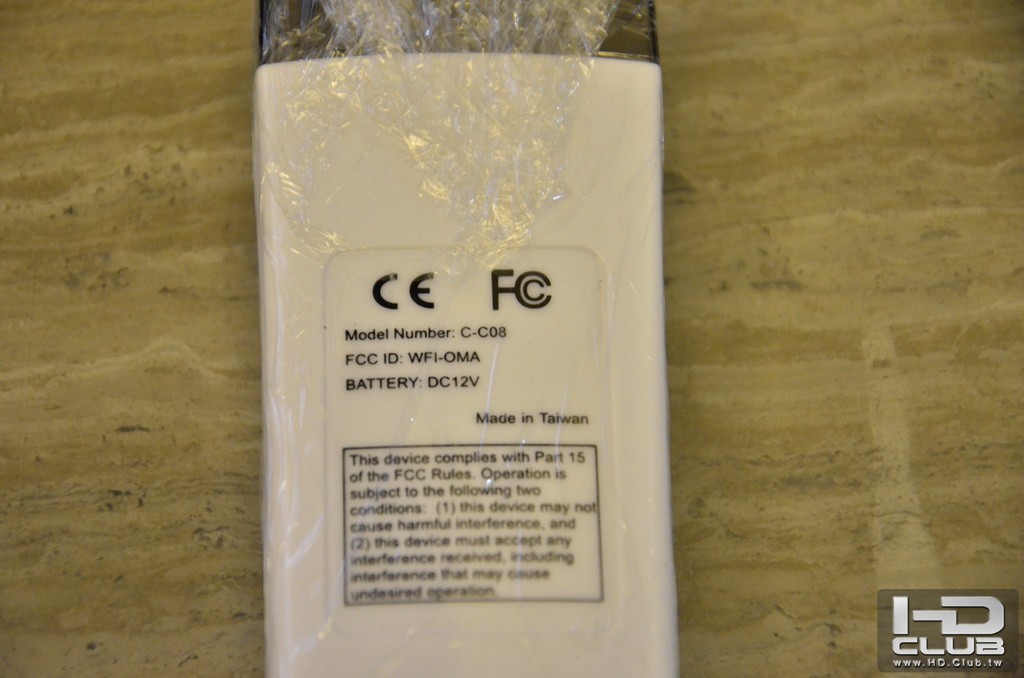 CE FC
Model Number: C-C08
FCC ID: WFI-OMA
BATTERY: DC12V
Made in Taiwan
This device complies with Part 15
of the FCC Rules. Operation is
subject to the following two
conditions: (1) this device may not
cause harmful interference, and
(2) this device must accept any
interference received, including
interference that may cause
undesired operation.
HD
CLUB
www.HD.Club.tw